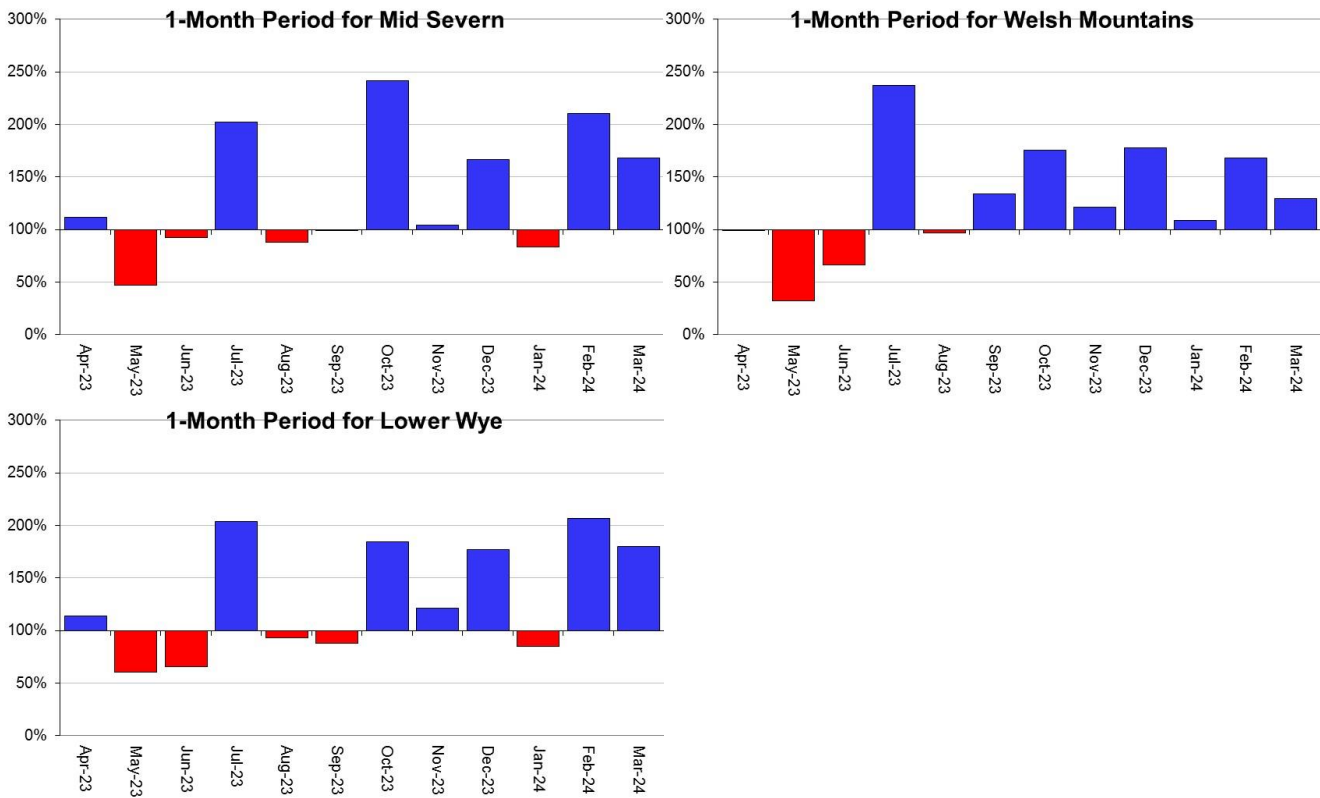 1-Month Period for Mid Severn
300%
250%
200%
150%
100%
50%
0%
Apr-23
May-23
Jun-23
Jul-23
Aug-23
Sep-23
Oct-23
Nov-23
Dec-23
Jan-24
Feb-24
Mar-24
1-Month Period for Welsh Mountains
300%
250%
200%
150%
100%
50%
0%
Apr-23
May-23
Jun-23
Jul-23
Aug-23
Sep-23
Oct-23
Nov-23
Dec-23
Jan-24
Feb-24
Mar-24
1-Month Period for Lower Wye
300%
250%
200%
150%
100%
50%
0%
Apr-23
May-23
Jun-23
Jul-23
Aug-23
Sep-23
Oct-23
Nov-23
Dec-23
Jan-24
Feb-24
Mar-24